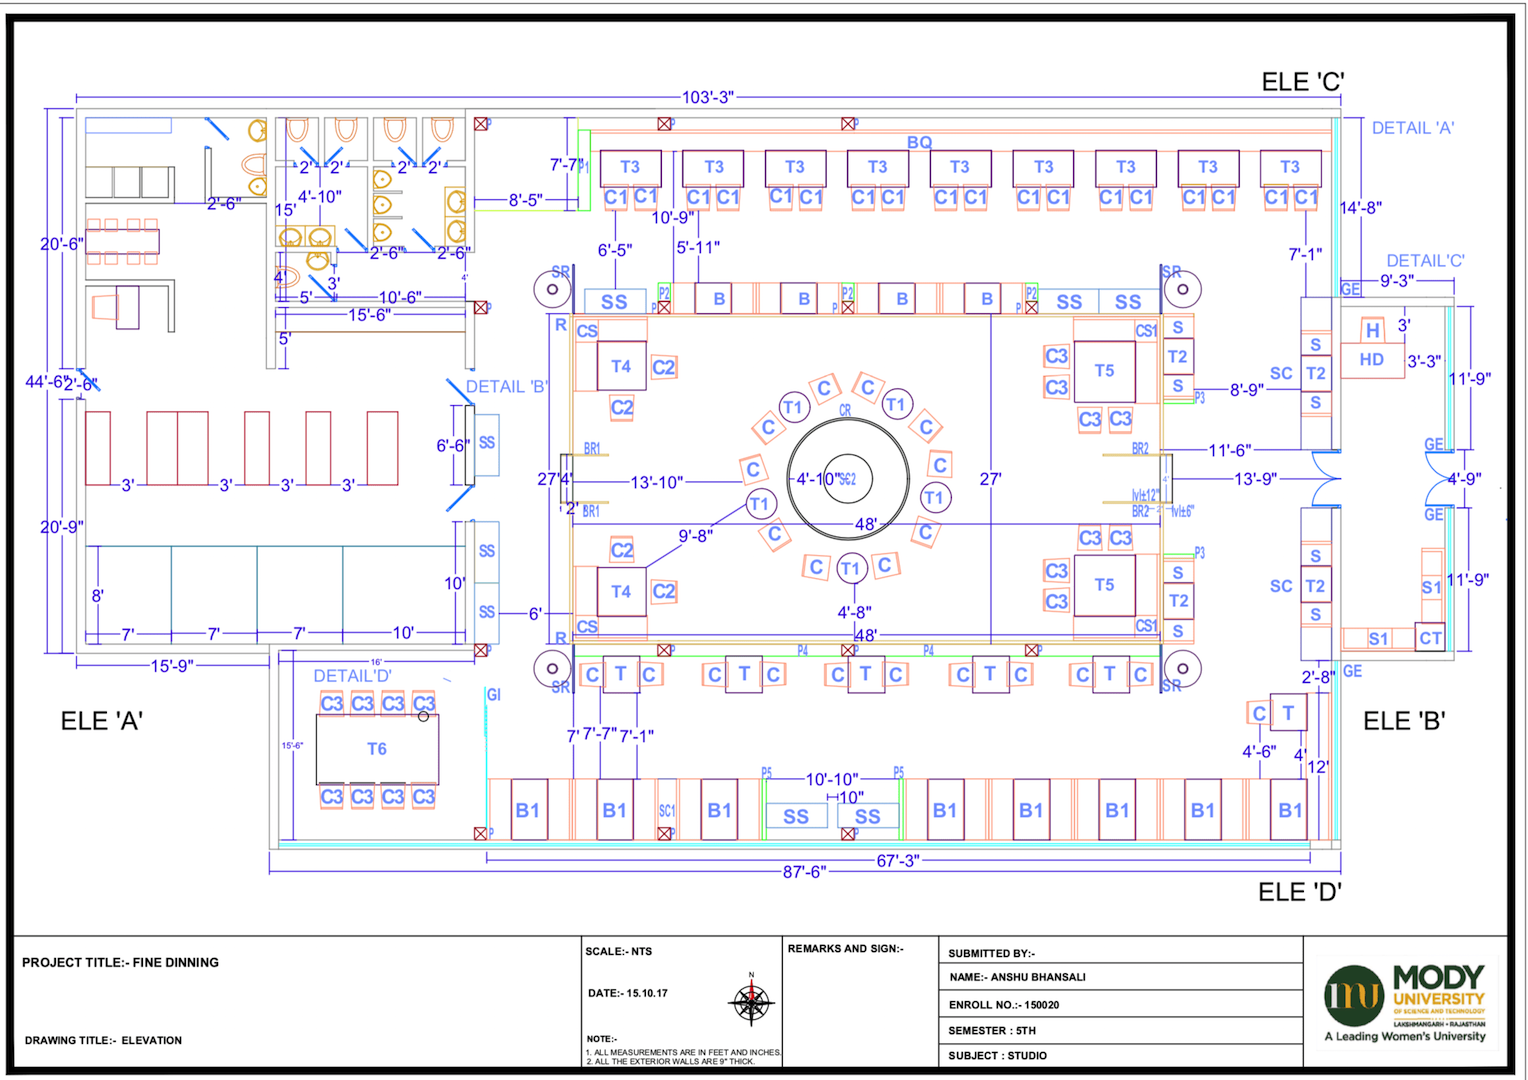 ELE 'C'
103'-3"
DETAIL 'A'
P P P
BQ
7'-7" P1
T3 T3 T3 T3 T3 T3 T3 T3 T3
2' 2' 2' 2'
2'-6" 4'-10" 8'-5"
C1 C1 C1 C1 C1 C1 C1 C1 C1 C1 C1 C1 C1 C1 C1 C1 C1 C1
15' 10'-9" 14'-8"
20'-6" 2'-6" 2'-6" 6'-5" 5'-11" 7'-1"
DETAIL'C'
4' 3' 4' SR SR 9'-3"
5' 10'-6" SS P2 B B P2 B B SS SS GE
15'-6" P
5' R CS CS1 S H 3'
T4 C2 C3 T5 T2 S HD 3'-3"
44'-6" 2'-6" DETAIL 'B' C3 S SC T2 11'-9"
C C 8'-9"
C2 T1 CR T1 C3 C3 P3 S
C C
6'-6" SS BR1 BR2 GE
11'-6"
C C
3' 3' 3' 3' 27' 4' 13'-10" 4'-10" SC2 27' 4' 13'-9" 4'-9"
T1 T1 lvl±12"
2' BR1 BR2 2' lvl±6" GE
20'-9" 48'
9'-8" C C
C2 C3 C3
SS P3 S
C T1 C C3 S
10' T4 C2 T5 SC T2 11'-9"
8' C3 T2 S1
SS 6' 4'-8" S
7' 7' 7' 10' CS CS1 S
R 48' S1 CT
15'-9" 16' P P P4 P P4 P
DETAIL'D' C T C C T C C T C C T C C T C GE
SR SR 2'-8"
C3 C3 C3 C3 GI
ELE 'A' C T ELE 'B'
15'-6" T6 7' 7'-7" 7'-1" 4'-6" 4'
12'
P5 10'-10" P5
C3 C3 C3 C3 10"
B1 B1 SC1 B1 SS SS B1 B1 B1 B1 B1
P P P
67'-3"
87'-6"
ELE 'D'
PROJECT TITLE:- FINE DINNING
DRAWING TITLE:- ELEVATION
SCALE:- NTS
DATE:- 15.10.17
N
NOTE:-
1. ALL MEASUREMENTS ARE IN FEET AND INCHES.
2. ALL THE EXTERIOR WALLS ARE 9" THICK.
REMARKS AND SIGN:-
SUBMITTED BY:-
NAME:- ANSHU BHANSALI
ENROLL NO.:- 150020
SEMESTER : 5TH
SUBJECT : STUDIO
mu
MODY
UNIVERSITY
OF SCIENCE AND TECHNOLOGY
LAKSHMANGARH • RAJASTHAN
A Leading Women's University